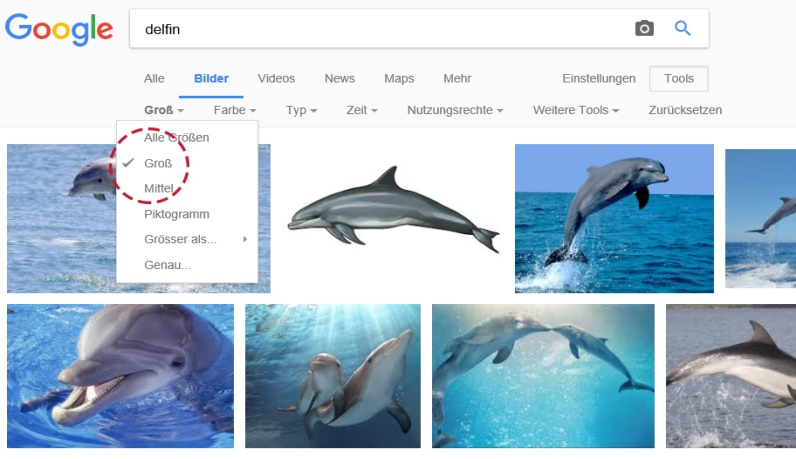 Google delfin
Alle Bilder Videos News Maps Mehr Einstellungen Tools
Groß Farbe Typ Zeit Nutzungsrechte Weitere Tools Zurücksetzen
Alle Größen
Groß
Mittel
Piktogramm
Grösser als...
Genau...